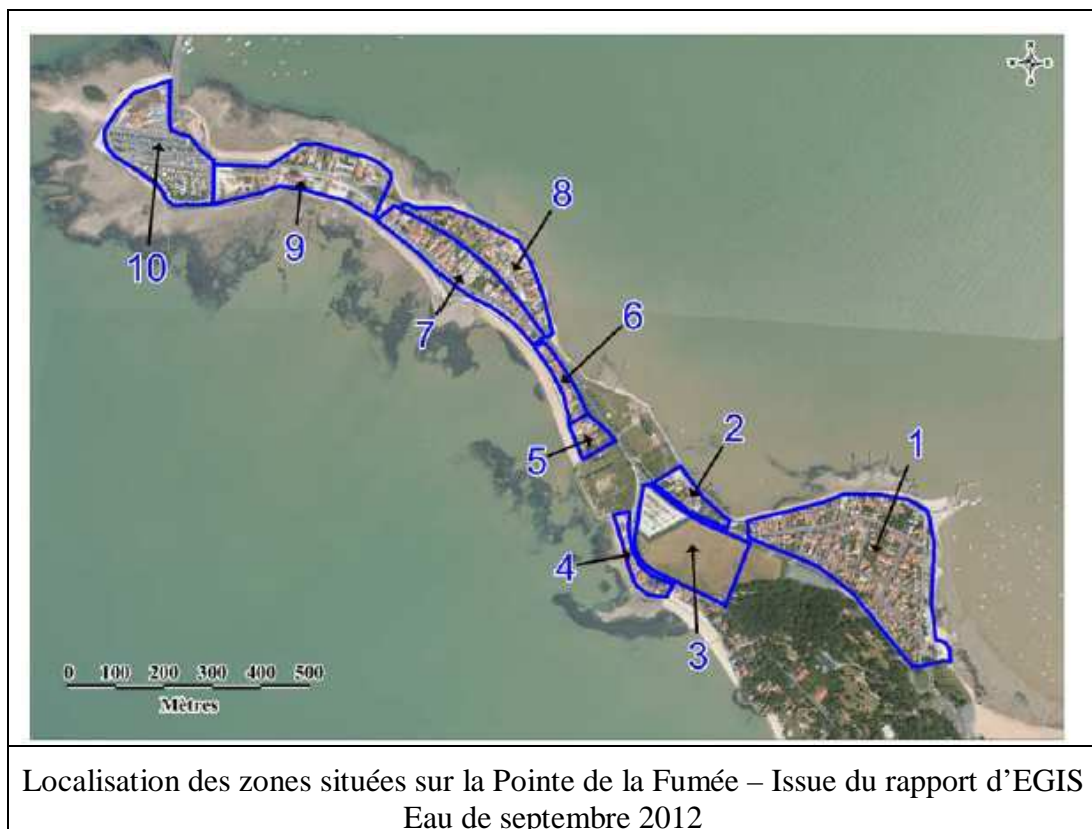 8
10
9
7
6
2
1
5
4
3
0 100 200 300 400 500
Mètres
Localisation des zones situées sur la Pointe de la Fumée – Issue du rapport d’EGIS
Eau de septembre 2012